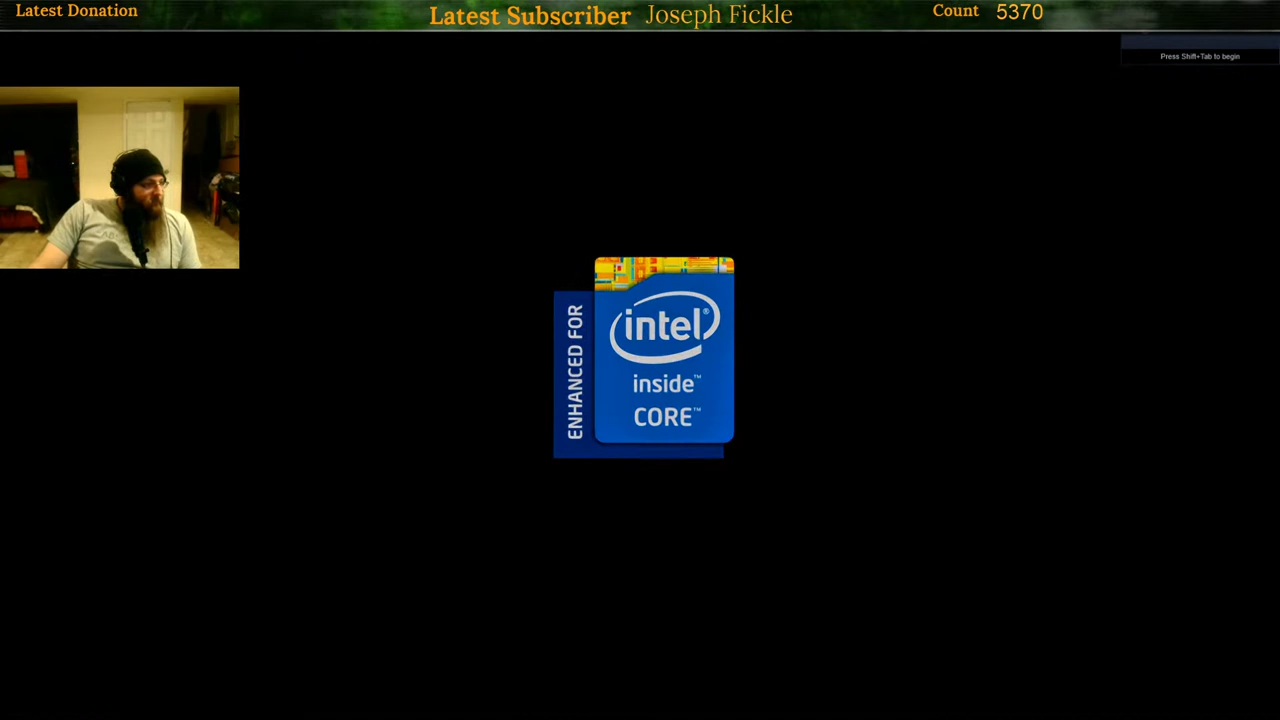 Latest Donation
Latest Subscriber Joseph Fickle
Count 5370
Press Shift+Tab to begin
ENHANCED FOR
intel®
inside™
CORE™